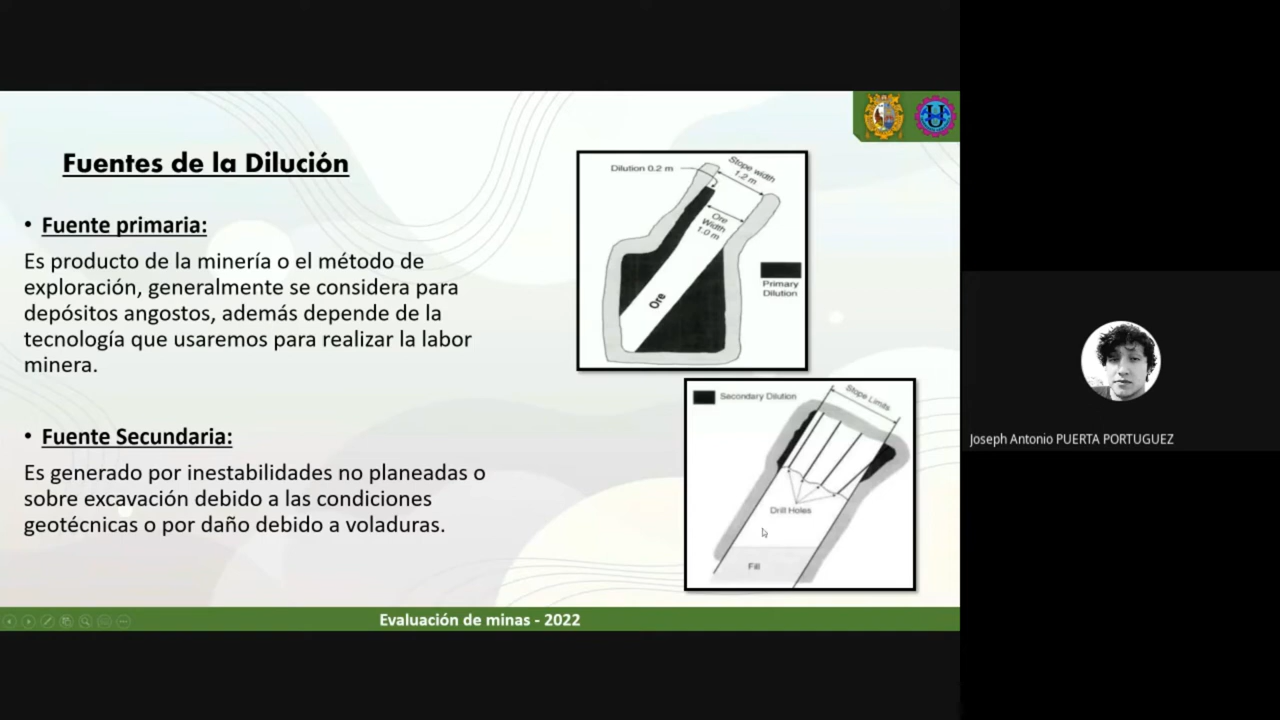 Fuentes de la Dilución
• Fuente primaria:
Es producto de la minería o el método de
exploración, generalmente se considera para
depósitos angostos, además depende de la
tecnología que usaremos para realizar la labor
minera.
• Fuente Secundaria:
Es generado por inestabilidades no planeadas o
sobre excavación debido a las condiciones
geotécnicas o por daño debido a voladuras.
Dilution 0.2 m
Stope width
1.2 m
Ore
Width
1.0 m
Ore
Primary
Dilution
Secondary Dilution
Stope Limits
Drill Holes
Fill
Evaluación de minas - 2022
Joseph Antonio PUERTA PORTUGUEZ